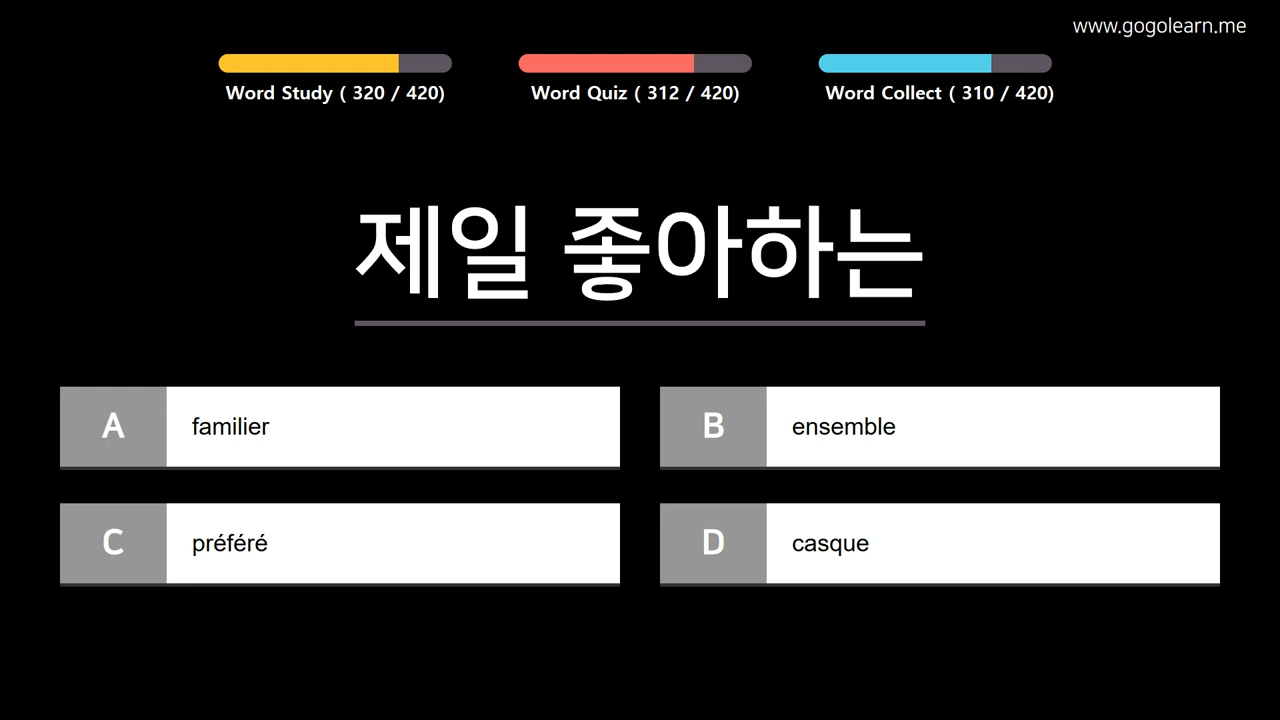 www.gogolearn.me
Word Study ( 320 / 420)
Word Quiz ( 312 / 420)
Word Collect ( 310 / 420)
제일 좋아하는
A familier
B ensemble
C préféré
D casque